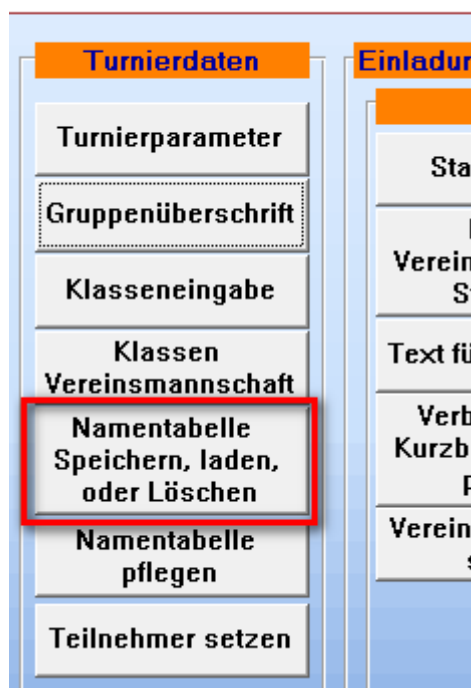 Turnierdaten
Turnierparameter
Gruppenüberschrift
Klasseneingabe
Klassen
Vereinsmannschaft
Namentabelle
Speichern, laden,
oder Löschen
Namentabelle
pflegen
Teilnehmer setzen